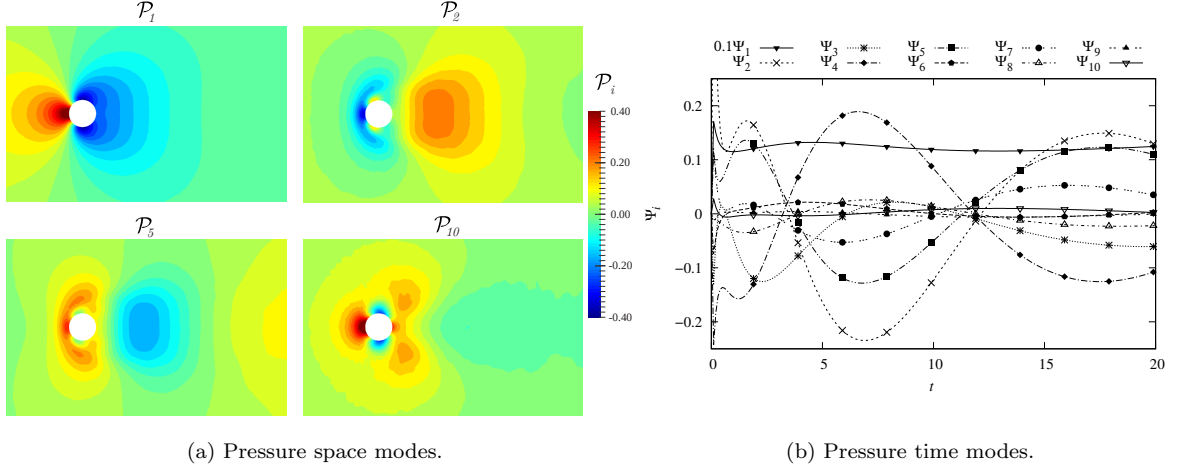 𝒫₁ 𝒫₂
𝒫ᵢ
0.40
0.20
0.00
-0.20
-0.40
𝒫₅ 𝒫₁₀
(a) Pressure space modes.
0.1Ψ₁ Ψ₃ Ψ₅ Ψ₇ Ψ₉
Ψ₂ Ψ₄ Ψ₆ Ψ₈ Ψ₁₀
Ψᵢ
0.2
0.1
0
-0.1
-0.2
0 5 10 15 20
t
(b) Pressure time modes.